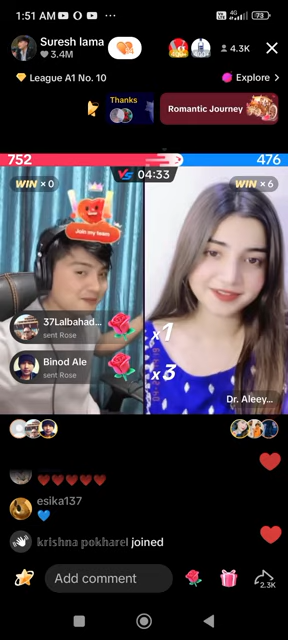 1:51 AM
4G
73
Suresh lama
3.4M
4.3K
League A1 No. 10
Explore >
Thanks
Romantic Journey
752
VS
476
WIN ×0
04:33
WIN ×6
Join my team
37Lalbahad...
sent Rose
x1
Binod Ale
sent Rose
x3
Dr. Aleey...
esika137
krishna pokharel joined
Add comment
2.3K